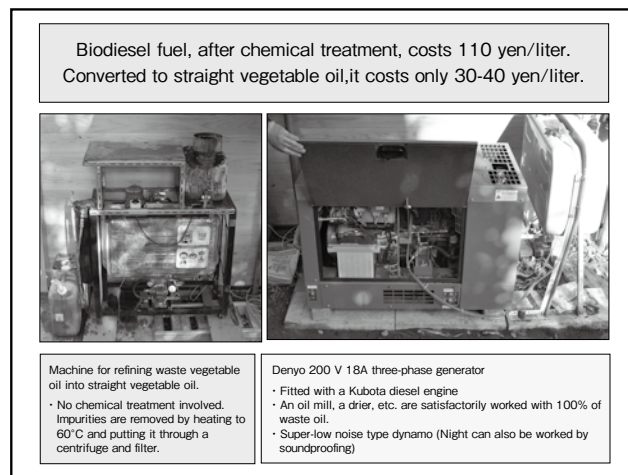 Biodiesel fuel, after chemical treatment, costs 110 yen/liter.
Converted to straight vegetable oil,it costs only 30-40 yen/liter.
Machine for refining waste vegetable
oil into straight vegetable oil.
・No chemical treatment involved.
Impurities are removed by heating to
60°C and putting it through a
centrifuge and filter.
Denyo 200 V 18A three-phase generator
・Fitted with a Kubota diesel engine
・An oil mill, a drier, etc. are satisfactorily worked with 100% of
waste oil.
・Super-low noise type dynamo (Night can also be worked by
soundproofing)